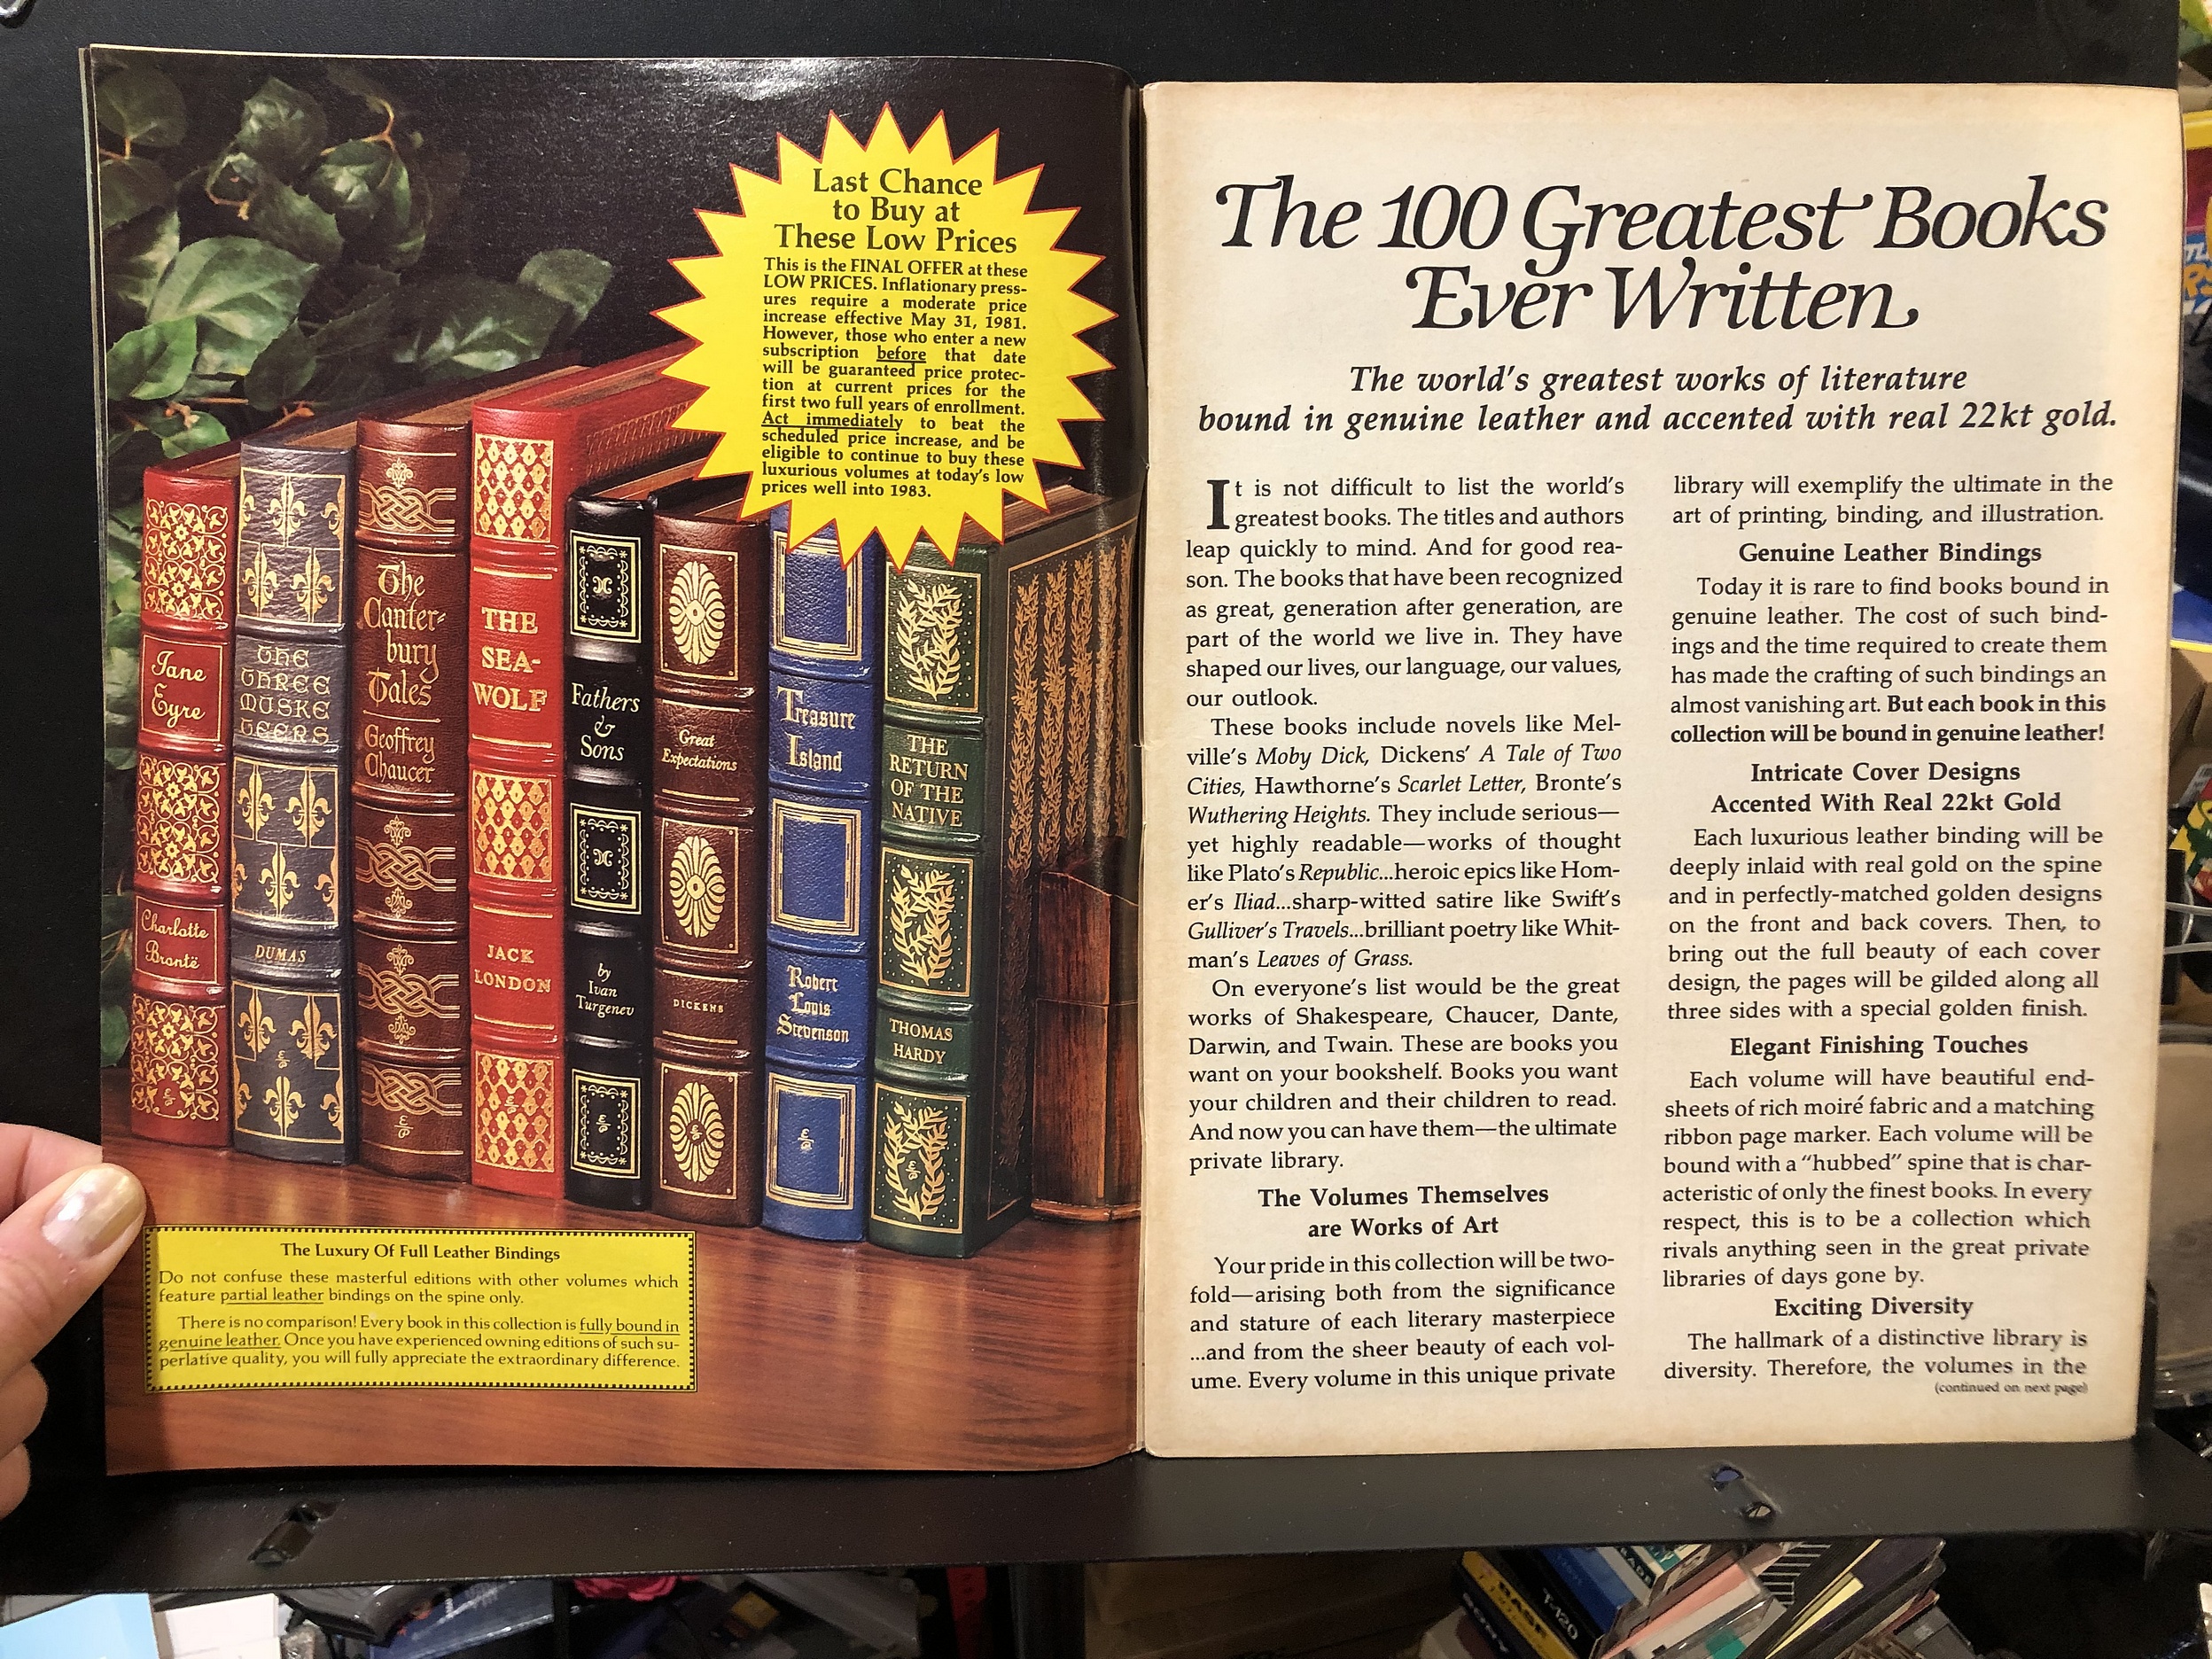 Last Chance
to Buy at
These Low Prices
This is the FINAL OFFER at these
LOW PRICES. Inflationary press-
ures require a moderate price
increase effective May 31, 1981.
However, those who enter a new
subscription before that date
will be guaranteed price protec-
tion at current prices for the
first two full years of enrollment.
Act immediately to beat the
scheduled price increase, and be
eligible to continue to buy these
luxurious volumes at today's low
prices well into 1983.
Jane
Eyre
Charlotte
Brontë
THE
THREE
MUSKE
TEERS
DUMAS
The
Canter-
bury
Tales
Geoffrey
Chaucer
THE
SEA-
WOLF
JACK
LONDON
Fathers
&
Sons
by
Ivan
Turgenev
Great
Expectations
DICKENS
Treasure
Island
Robert
Louis
Stevenson
THE
RETURN
OF THE
NATIVE
THOMAS
HARDY
The Luxury Of Full Leather Bindings
Do not confuse these masterful editions with other volumes which
feature partial leather bindings on the spine only.
There is no comparison! Every book in this collection is fully bound in
genuine leather. Once you have experienced owning editions of such su-
perlative quality, you will fully appreciate the extraordinary difference.
The 100 Greatest Books
Ever Written
The world's greatest works of literature
bound in genuine leather and accented with real 22kt gold.
It is not difficult to list the world's
greatest books. The titles and authors
leap quickly to mind. And for good rea-
son. The books that have been recognized
as great, generation after generation, are
part of the world we live in. They have
shaped our lives, our language, our values,
our outlook.
These books include novels like Mel-
ville's Moby Dick, Dickens' A Tale of Two
Cities, Hawthorne's Scarlet Letter, Bronte's
Wuthering Heights. They include serious—
yet highly readable—works of thought
like Plato's Republic...heroic epics like Hom-
er's Iliad...sharp-witted satire like Swift's
Gulliver's Travels...brilliant poetry like Whit-
man's Leaves of Grass.
On everyone's list would be the great
works of Shakespeare, Chaucer, Dante,
Darwin, and Twain. These are books you
want on your bookshelf. Books you want
your children and their children to read.
And now you can have them—the ultimate
private library.
The Volumes Themselves
are Works of Art
Your pride in this collection will be two-
fold—arising both from the significance
and stature of each literary masterpiece
...and from the sheer beauty of each vol-
ume. Every volume in this unique private
library will exemplify the ultimate in the
art of printing, binding, and illustration.
Genuine Leather Bindings
Today it is rare to find books bound in
genuine leather. The cost of such bind-
ings and the time required to create them
has made the crafting of such bindings an
almost vanishing art. But each book in this
collection will be bound in genuine leather!
Intricate Cover Designs
Accented With Real 22kt Gold
Each luxurious leather binding will be
deeply inlaid with real gold on the spine
and in perfectly-matched golden designs
on the front and back covers. Then, to
bring out the full beauty of each cover
design, the pages will be gilded along all
three sides with a special golden finish.
Elegant Finishing Touches
Each volume will have beautiful end-
sheets of rich moiré fabric and a matching
ribbon page marker. Each volume will be
bound with a "hubbed" spine that is char-
acteristic of only the finest books. In every
respect, this is to be a collection which
rivals anything seen in the great private
libraries of days gone by.
Exciting Diversity
The hallmark of a distinctive library is
diversity. Therefore, the volumes in the
(continued on next page)
BASF
T-120
SONY